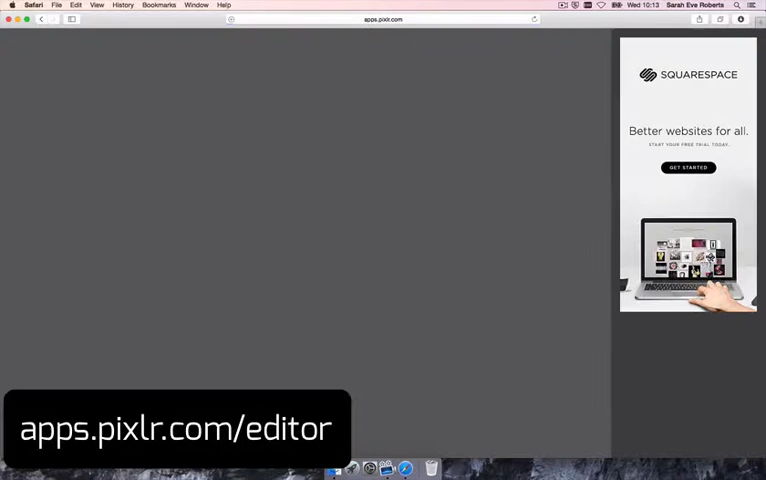 Safari File Edit View History Bookmarks Window Help Wed 10:13 Sarah Eve Roberts
apps.pixlr.com
SQUARESPACE
Better websites for all.
START YOUR FREE TRIAL TODAY.
GET STARTED
apps.pixlr.com/editor